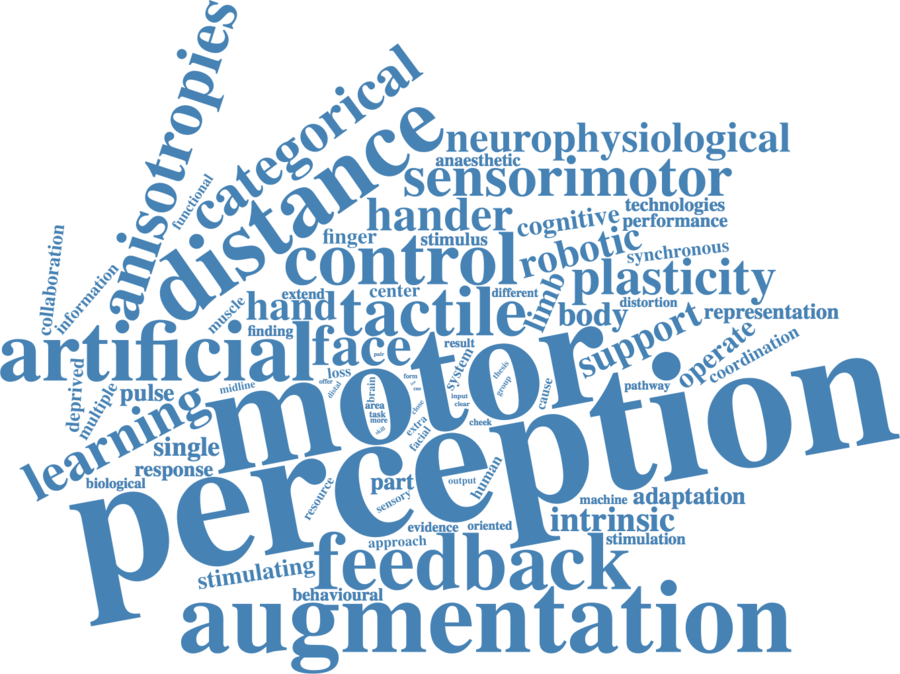 anisotropies
categorical
distance
functional
neurophysiological
anaesthetic
sensorimotor
hander
cognitive
technologies
performance
collaboration
information
finger
stimulus
control
robotic
synchronous
plasticity
muscle
extend
center
different
limb
distortion
hand
tactile
body
representation
finding
artificial
face
pair
result
support
operate
coordination
deprived
multiple
pulse
midline
loss
offer
distal
brain
form
system
thesis
group
cause
pathway
motor
area
task
more
skill
close
input
clear
learning
single
extra
facial
cheek
perception
response
biological
resource
part
sensory
output
human
machine
adaptation
evidence
oriented
intrinsic
approach
stimulation
stimulating
feedback
behavioural
augmentation